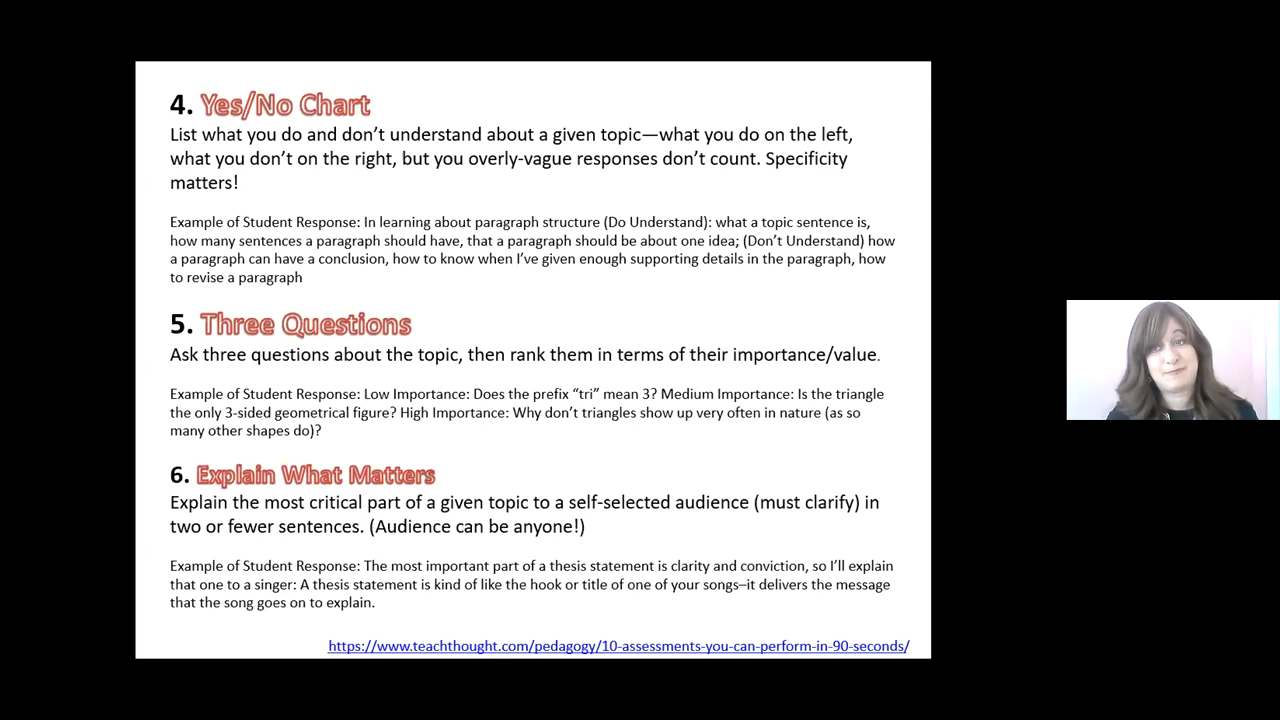 4. Yes/No Chart
List what you do and don’t understand about a given topic—what you do on the left,
what you don’t on the right, but you overly-vague responses don’t count. Specificity
matters!
Example of Student Response: In learning about paragraph structure (Do Understand): what a topic sentence is,
how many sentences a paragraph should have, that a paragraph should be about one idea; (Don’t Understand) how
a paragraph can have a conclusion, how to know when I’ve given enough supporting details in the paragraph, how
to revise a paragraph
5. Three Questions
Ask three questions about the topic, then rank them in terms of their importance/value.
Example of Student Response: Low Importance: Does the prefix “tri” mean 3? Medium Importance: Is the triangle
the only 3-sided geometrical figure? High Importance: Why don’t triangles show up very often in nature (as so
many other shapes do)?
6. Explain What Matters
Explain the most critical part of a given topic to a self-selected audience (must clarify) in
two or fewer sentences. (Audience can be anyone!)
Example of Student Response: The most important part of a thesis statement is clarity and conviction, so I’ll explain
that one to a singer: A thesis statement is kind of like the hook or title of one of your songs–it delivers the message
that the song goes on to explain.
https://www.teachthought.com/pedagogy/10-assessments-you-can-perform-in-90-seconds/